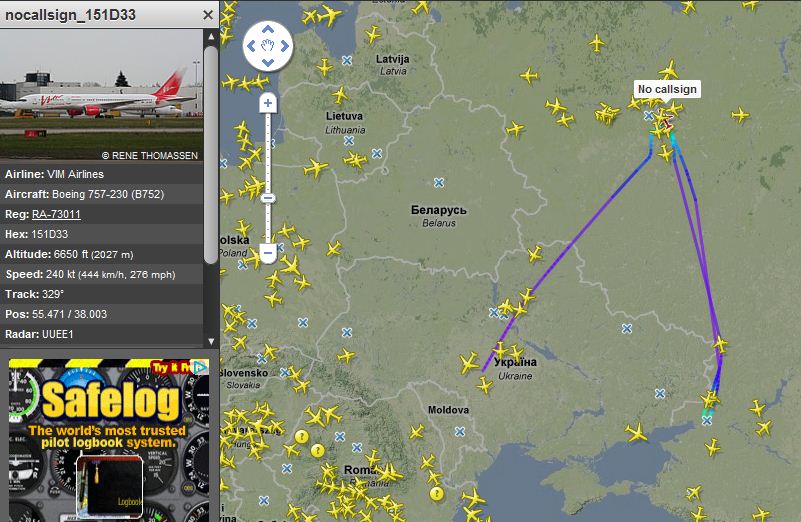 nocallsign_151D33
© RENE THOMASSEN
Airline: VIM Airlines
Aircraft: Boeing 757-230 (B752)
Reg: RA-73011
Hex: 151D33
Altitude: 6650 ft (2027 m)
Speed: 240 kt (444 km/h, 276 mph)
Track: 329°
Pos: 55.471 / 38.003
Radar: UUEE1
Safelog
The world's most trusted
pilot logbook system.
Logbook
No callsign
Latvija
Latvia
Lietuva
Lithuania
Беларусь
Belarus
olska
Poland
Україна
Ukraine
Slovensko
Slovakia
Moldova
Roma